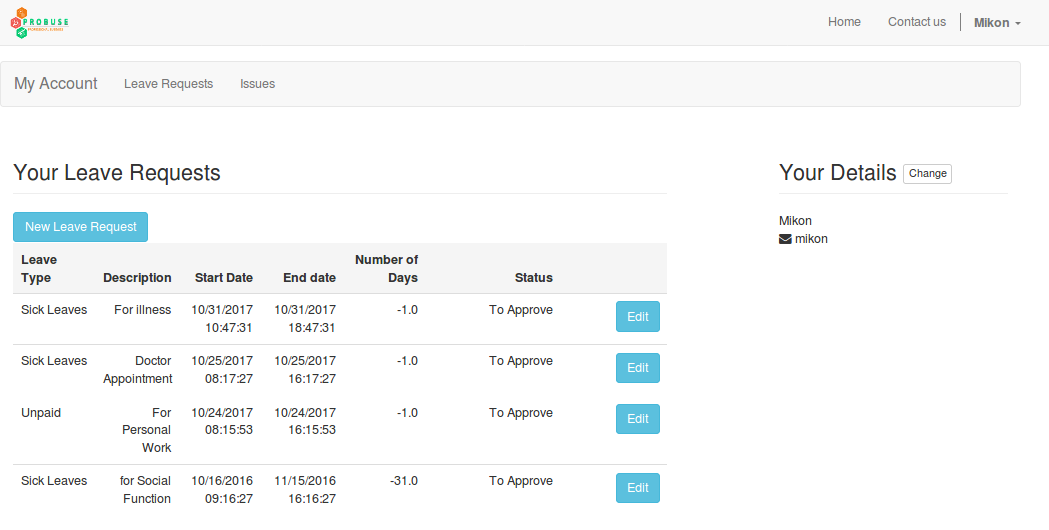 PROBUSE
Home
Contact us
Mikon
My Account
Leave Requests
Issues
Your Leave Requests
Your Details
Change
New Leave Request
Mikon
mikon
Leave Type Description Start Date End date Number of Days Status
Sick Leaves For illness 10/31/2017 10:47:31 10/31/2017 18:47:31 -1.0 To Approve Edit
Sick Leaves Doctor Appointment 10/25/2017 08:17:27 10/25/2017 16:17:27 -1.0 To Approve Edit
Unpaid For Personal Work 10/24/2017 08:15:53 10/24/2017 16:15:53 -1.0 To Approve Edit
Sick Leaves for Social Function 10/16/2016 09:16:27 11/15/2016 16:16:27 -31.0 To Approve Edit